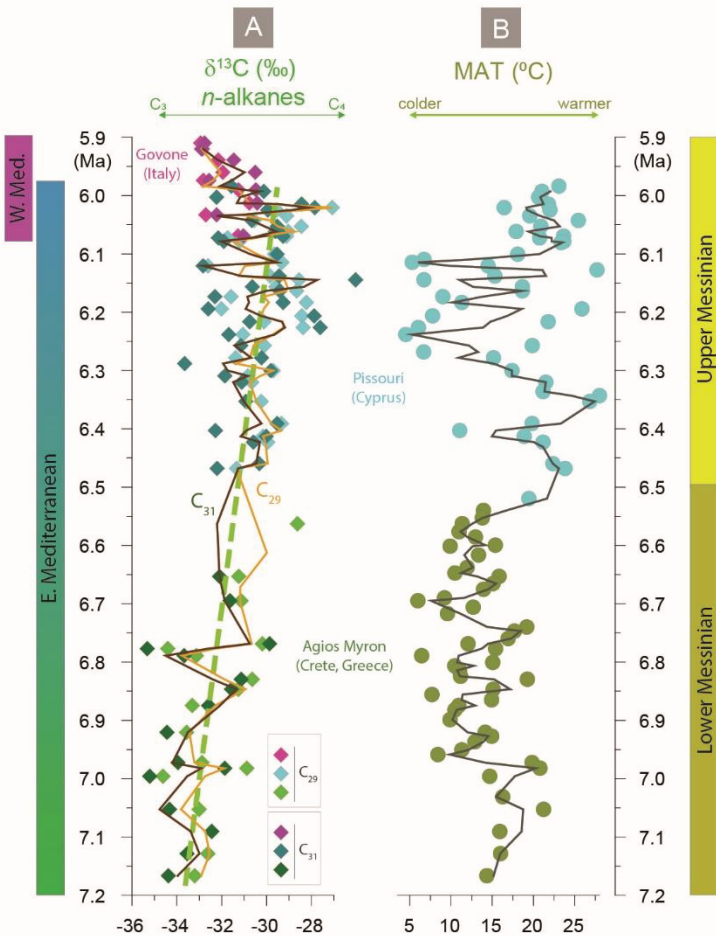 A
B
δ¹³C (‰)
n-alkanes
MAT (ºC)
C₃
C₄
colder
warmer
W. Med.
E. Mediterranean
5.9
(Ma)
6.0
6.1
6.2
6.3
6.4
6.5
6.6
6.7
6.8
6.9
7.0
7.1
7.2
Govone
(Italy)
C₃₁
C₂₉
C₂₉
C₃₁
-36
-34
-32
-30
-28
-26
Pissouri
(Cyprus)
Agios Myron
(Crete, Greece)
5
10
15
20
25
5.9
(Ma)
6.0
6.1
6.2
6.3
6.4
6.5
6.6
6.7
6.8
6.9
7.0
7.1
7.2
Upper Messinian
Lower Messinian